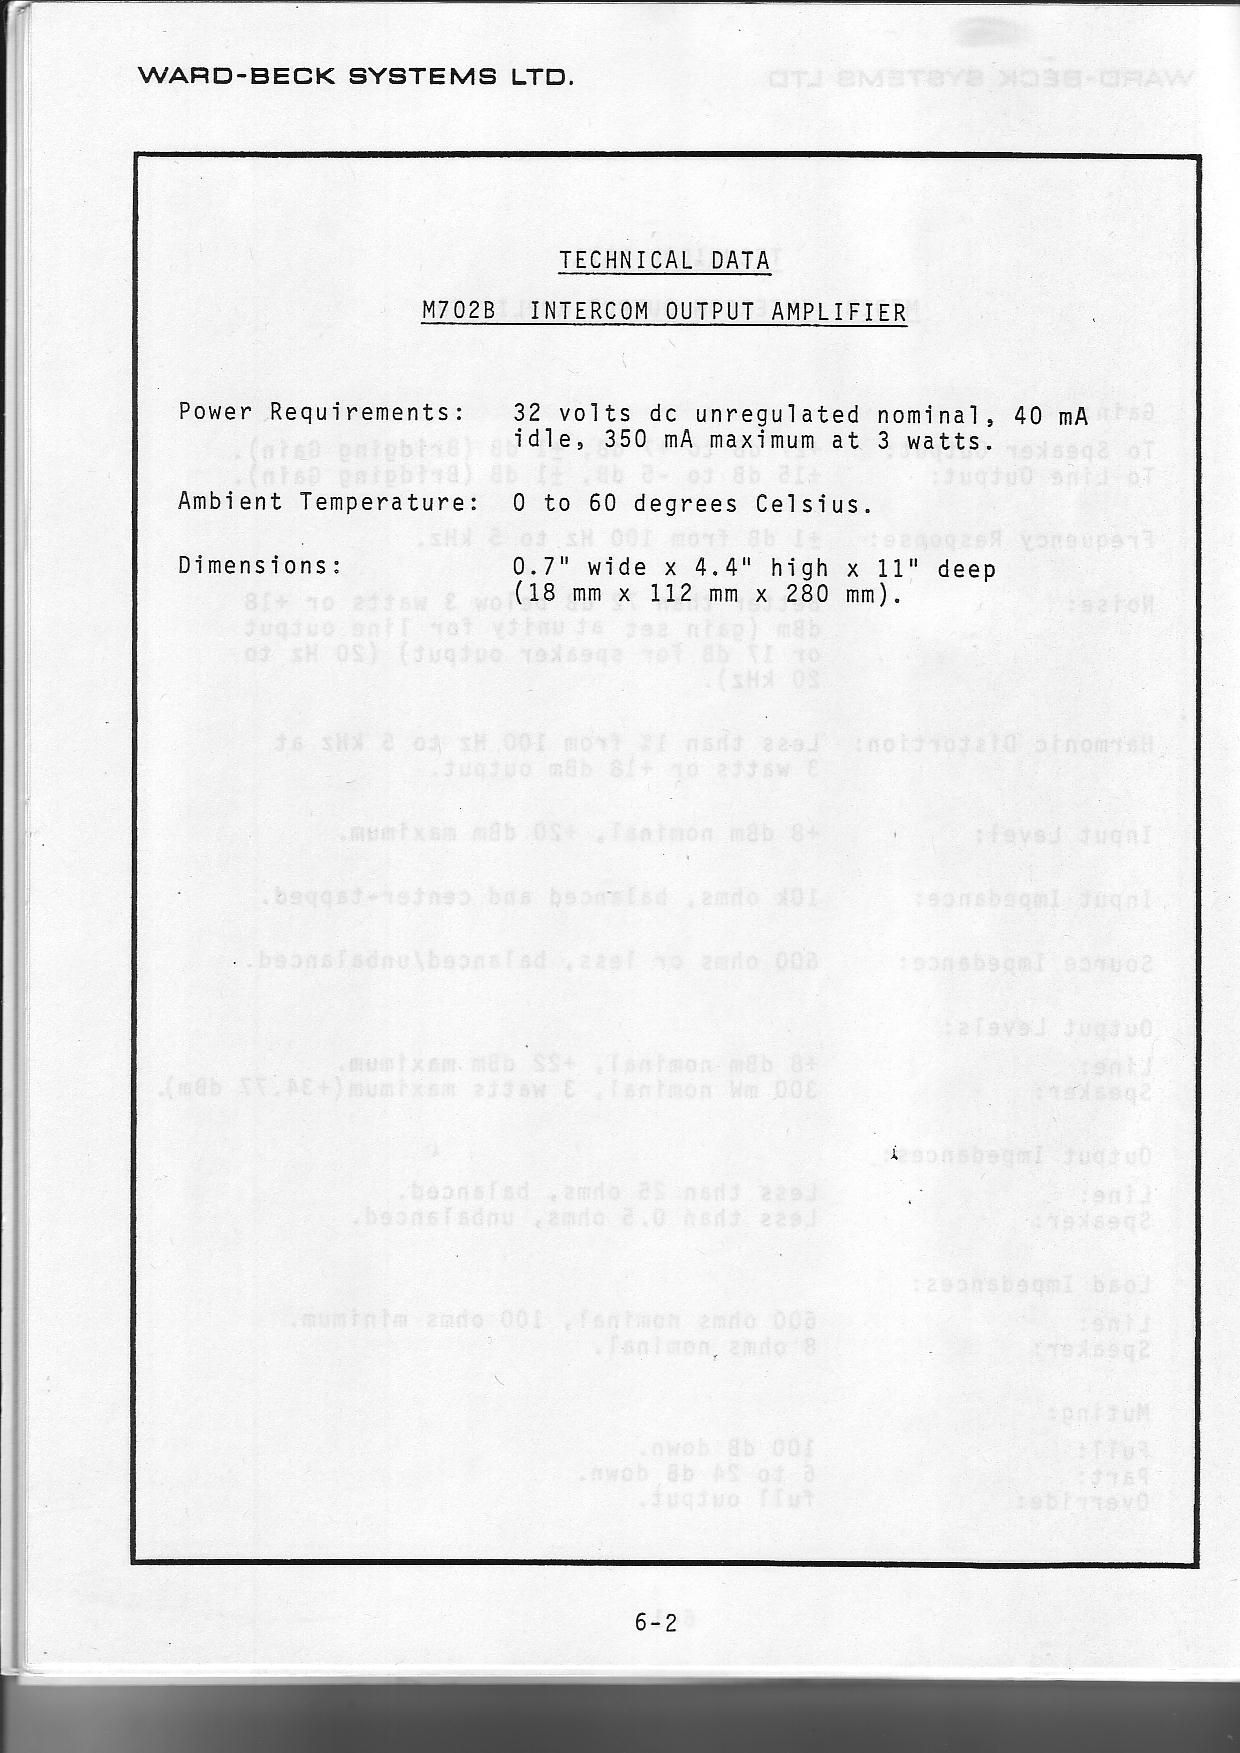 WARD-BECK SYSTEMS LTD.
TECHNICAL DATA
M702B INTERCOM OUTPUT AMPLIFIER
Power Requirements: 32 volts dc unregulated nominal, 40 mA
idle, 350 mA maximum at 3 watts.
Ambient Temperature: 0 to 60 degrees Celsius.
Dimensions: 0.7" wide x 4.4" high x 11" deep
(18 mm x 112 mm x 280 mm).
6-2